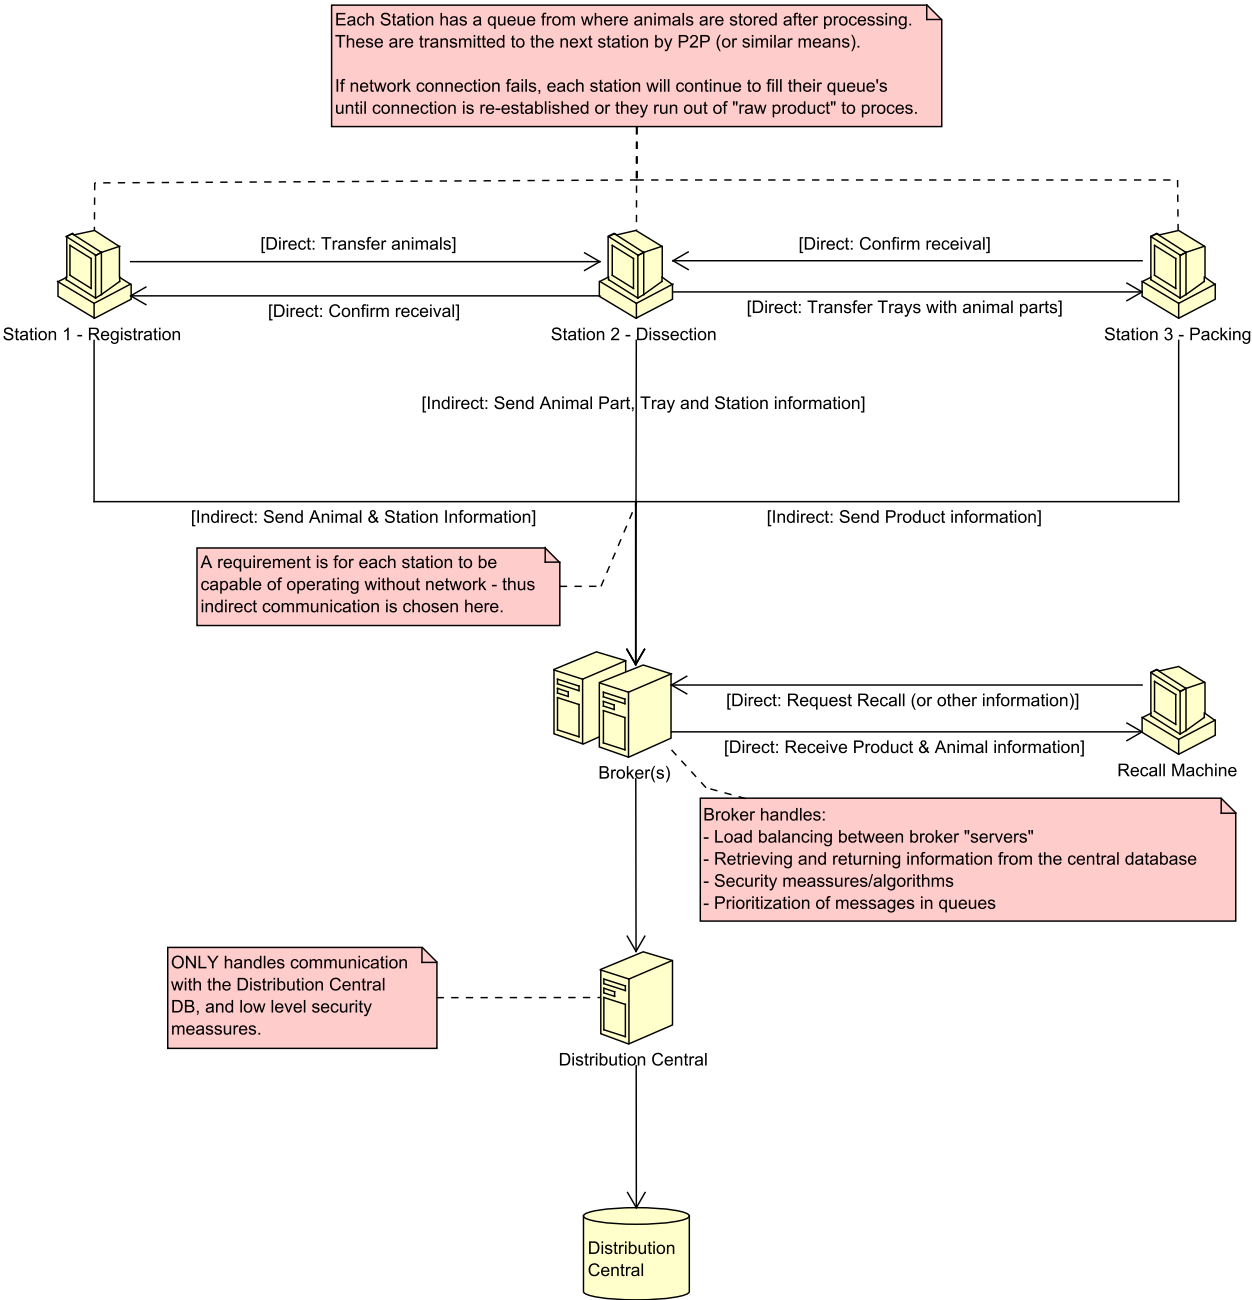 Each Station has a queue from where animals are stored after processing.
These are transmitted to the next station by P2P (or similar means).
If network connection fails, each station will continue to fill their queue's
until connection is re-established or they run out of "raw product" to proces.
[Direct: Transfer animals]
[Direct: Confirm receival]
[Direct: Confirm receival]
[Direct: Transfer Trays with animal parts]
Station 1 - Registration
Station 2 - Dissection
Station 3 - Packing
[Indirect: Send Animal Part, Tray and Station information]
[Indirect: Send Animal & Station Information]
[Indirect: Send Product information]
A requirement is for each station to be
capable of operating without network - thus
indirect communication is chosen here.
[Direct: Request Recall (or other information)]
[Direct: Receive Product & Animal information]
Broker(s)
Recall Machine
Broker handles:
- Load balancing between broker "servers"
- Retrieving and returning information from the central database
- Security meassures/algorithms
- Prioritization of messages in queues
ONLY handles communication
with the Distribution Central
DB, and low level security
meassures.
Distribution Central
Distribution
Central